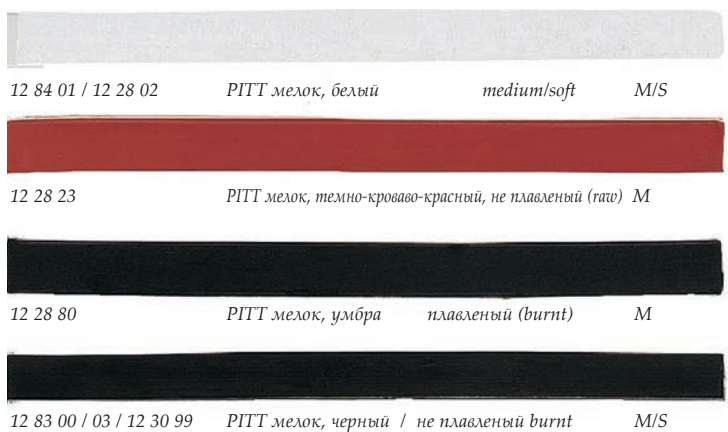 12 84 01 / 12 28 02 PITT мелок, белый medium/soft M/S
12 28 23 PITT мелок, темно-кроваво-красный, не плавленый (raw) M
12 28 80 PITT мелок, умбра плавленый (burnt) M
12 83 00 / 03 / 12 30 99 PITT мелок, черный / не плавленый burnt M/S